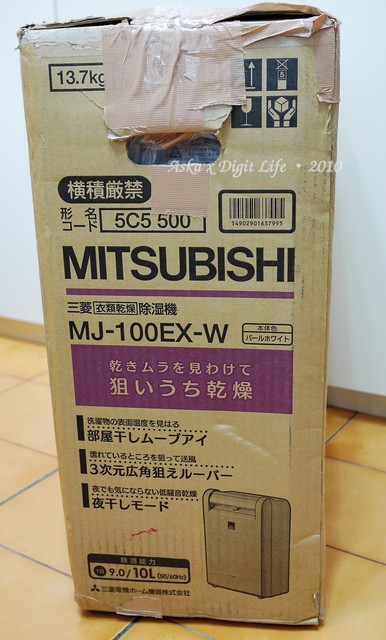 13.7kg
5
Aska x Digit Life • 2010
横積厳禁
形名
コード
5C5 500
T4902901637995
MITSUBISHI
三菱 衣類乾燥 除湿機
MJ-100EX-W
本体色
パールホワイト
乾きムラを見わけて
狙いうち乾燥
洗濯物の表面温度を見はる
部屋干しムーブアイ
濡れているところを狙って送風
3次元広角狙えルーバー
夜でも気にならない低騒音乾燥
夜干しモード
除湿能力
9.0/10L (50/60Hz)
三菱電機ホーム機器株式会社